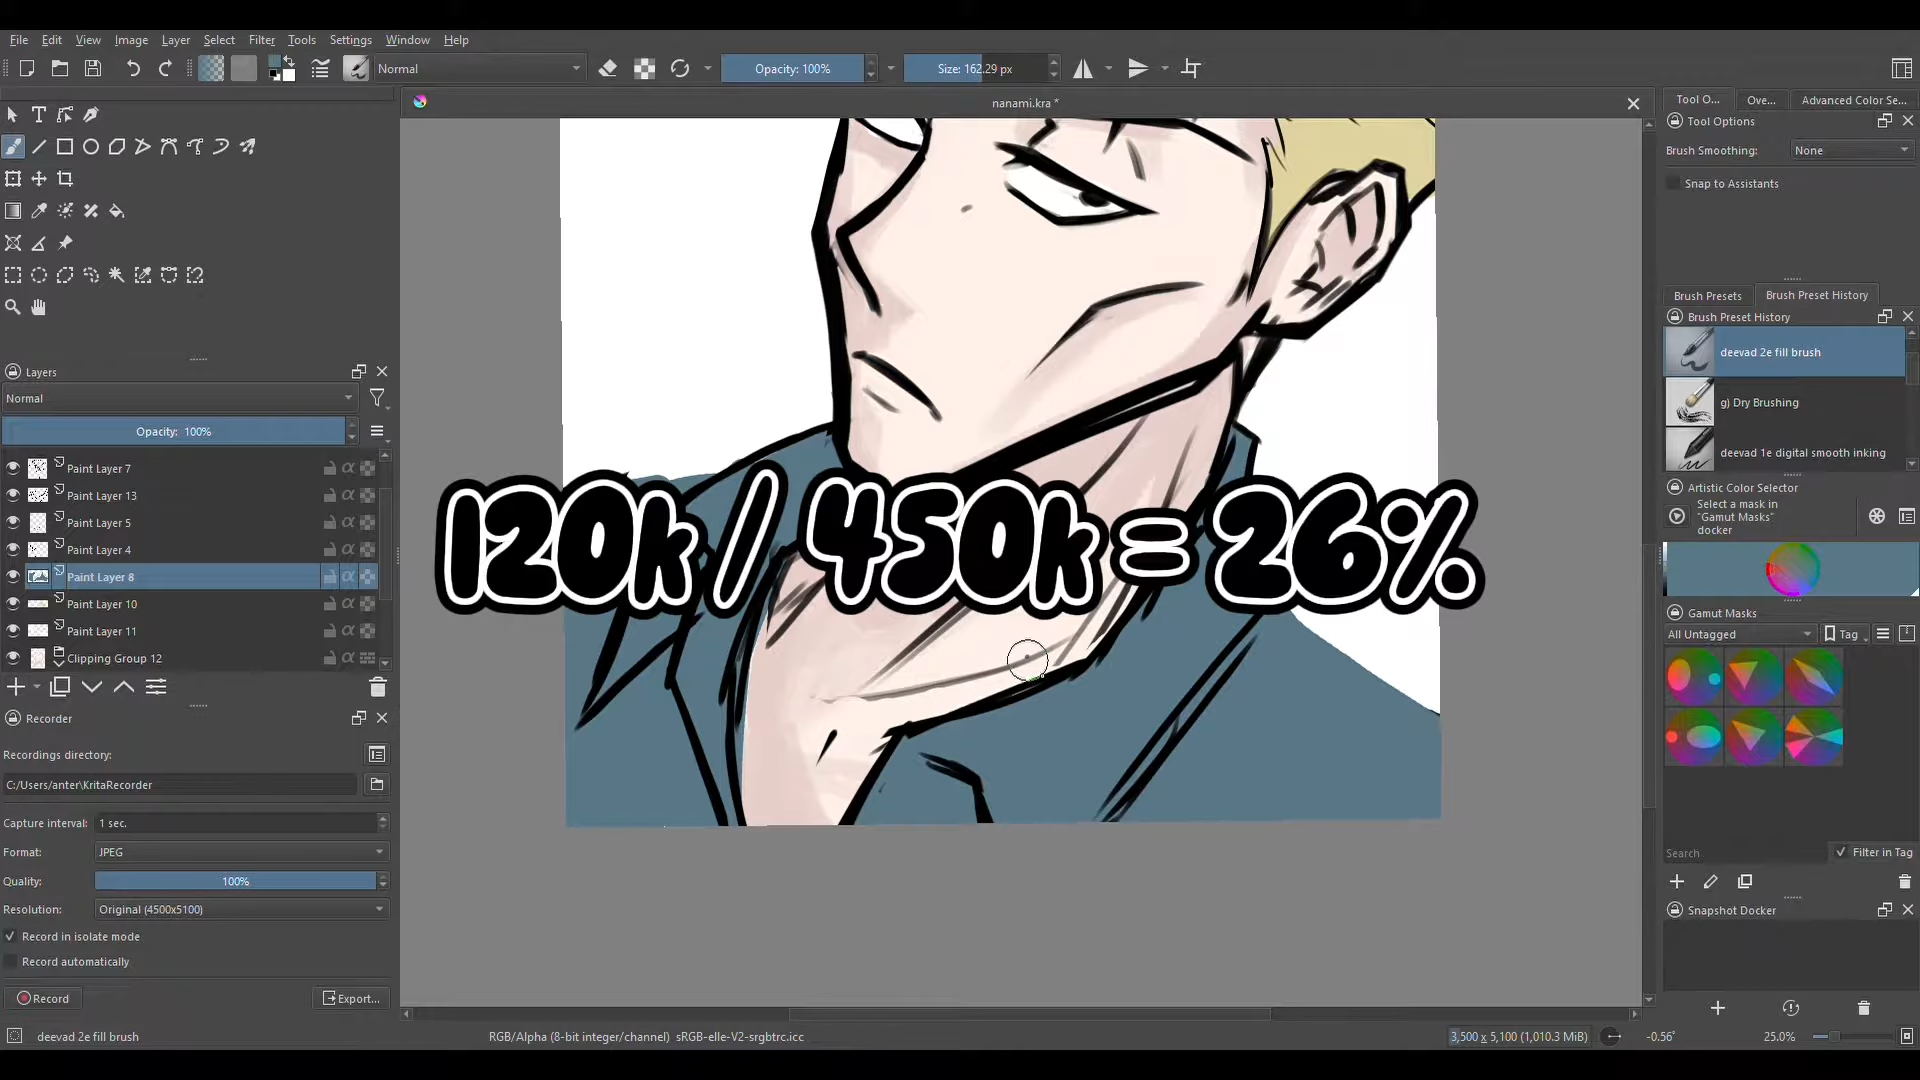 File Edit View Image Layer Select Filter Tools Settings Window Help
Normal
Opacity: 100%
Size: 162.29 px
nanami.kra *
Tool O... Ove... Advanced Color Se...
Tool Options
Brush Smoothing: None
Snap to Assistants
Brush Presets Brush Preset History
Brush Preset History
deevad 2e fill brush
g) Dry Brushing
deevad 1e digital smooth inking
Artistic Color Selector
Select a mask in
"Gamut Masks"
docker
Gamut Masks
All Untagged Tag
Search Filter in Tag
Snapshot Docker
Layers
Normal
Opacity: 100%
Paint Layer 7
Paint Layer 13
Paint Layer 5
Paint Layer 4
Paint Layer 8
Paint Layer 10
Paint Layer 11
Clipping Group 12
Recorder
Recordings directory:
C:/Users/anter\KritaRecorder
Capture interval: 1 sec.
Format: JPEG
Quality: 100%
Resolution: Original (4500x5100)
Record in isolate mode
Record automatically
Record Export...
120k / 450k = 26%
deevad 2e fill brush
RGB/Alpha (8-bit integer/channel) sRGB-elle-V2-srgbtrc.icc
3,500 x 5,100 (1,010.3 MiB)
-0.56°
25.0%